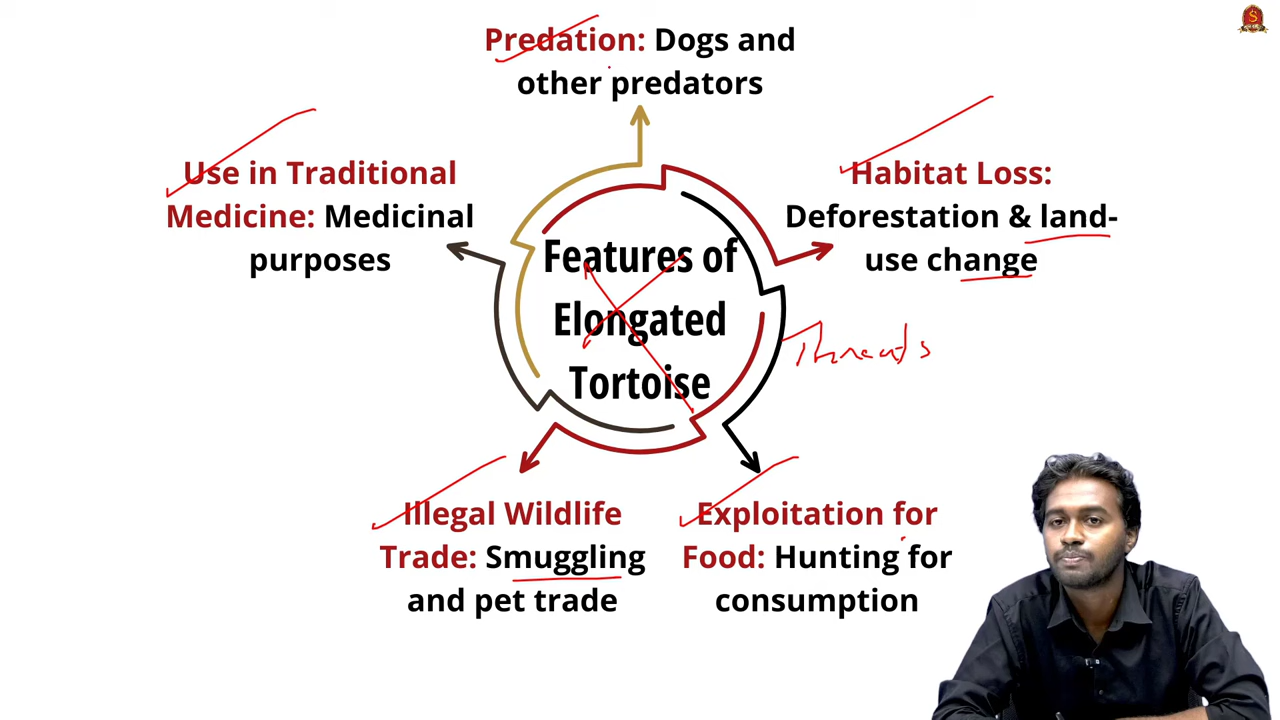 Predation: Dogs and
other predators
Use in Traditional
Medicine: Medicinal
purposes
Habitat Loss:
Deforestation & land-
use change
Features of
Elongated
Tortoise
Threats
Illegal Wildlife
Trade: Smuggling
and pet trade
Exploitation for
Food: Hunting for
consumption